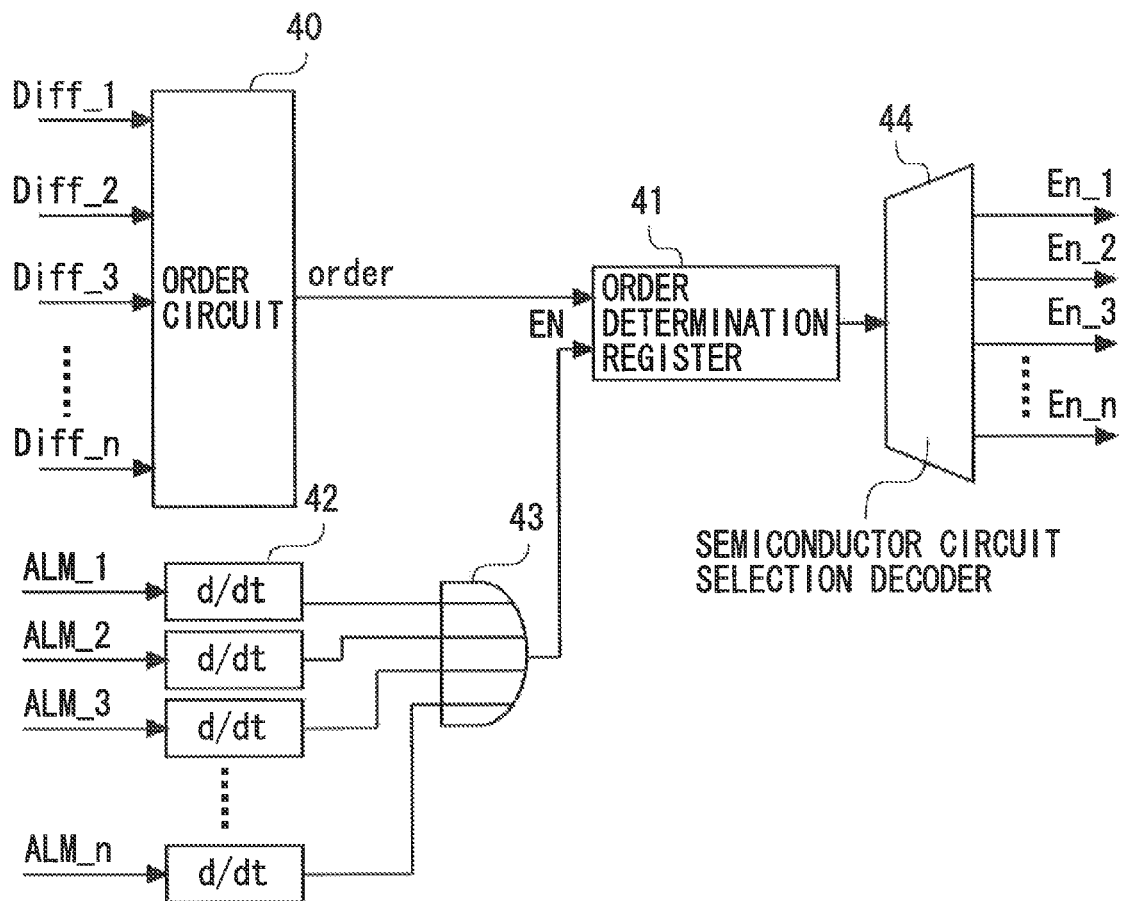 40
Diff_1
Diff_2
Diff_3
Diff_n
ORDER
CIRCUIT
order
EN
41
ORDER
DETERMINATION
REGISTER
44
En_1
En_2
En_3
En_n
SEMICONDUCTOR CIRCUIT
SELECTION DECODER
42
43
ALM_1
d/dt
ALM_2
d/dt
ALM_3
d/dt
ALM_n
d/dt